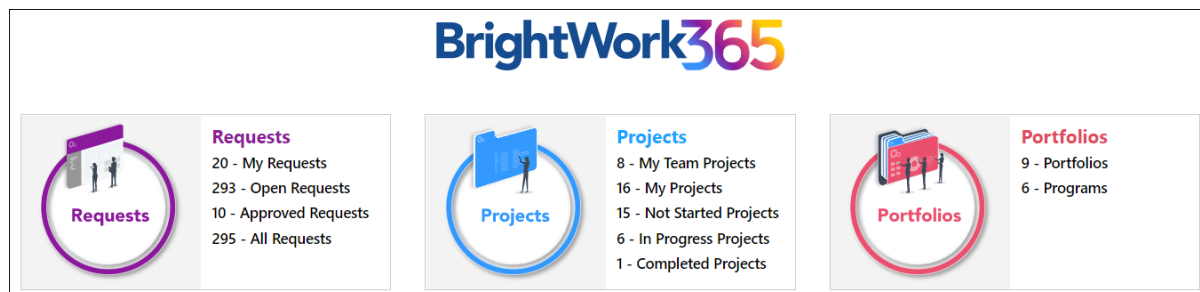 BrightWork365
Requests
Requests
20 - My Requests
293 - Open Requests
10 - Approved Requests
295 - All Requests
Projects
Projects
8 - My Team Projects
16 - My Projects
15 - Not Started Projects
6 - In Progress Projects
1 - Completed Projects
Portfolios
Portfolios
9 - Portfolios
6 - Programs